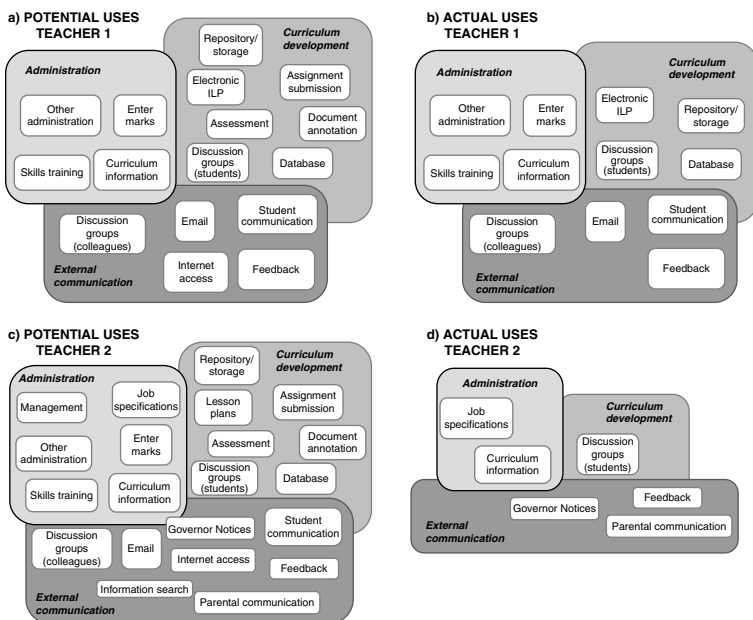 a) POTENTIAL USES
TEACHER 1
Administration
Other
administration
Enter
marks
Skills training
Curriculum
information
Curriculum
development
Repository/
storage
Electronic
ILP
Assignment
submission
Assessment
Document
annotation
Discussion
groups
(students)
Database
Discussion
groups
(colleagues)
Email
Student
communication
External
communication
Internet
access
Feedback
b) ACTUAL USES
TEACHER 1
Administration
Other
administration
Enter
marks
Skills training
Curriculum
information
Curriculum
development
Electronic
ILP
Repository/
storage
Discussion
groups
(students)
Database
Discussion
groups
(colleagues)
Email
Student
communication
External
communication
Feedback
c) POTENTIAL USES
TEACHER 2
Administration
Management
Job
specifications
Other
administration
Enter
marks
Skills training
Curriculum
information
Curriculum
development
Repository/
storage
Lesson
plans
Assignment
submission
Assessment
Document
annotation
Discussion
groups
(students)
Database
Discussion
groups
(colleagues)
Email
Governor Notices
Student
communication
Internet access
Feedback
Information search
External
communication
Parental communication
d) ACTUAL USES
TEACHER 2
Administration
Job
specifications
Curriculum
information
Curriculum
development
Discussion
groups
(students)
External
communication
Governor Notices
Feedback
Parental communication